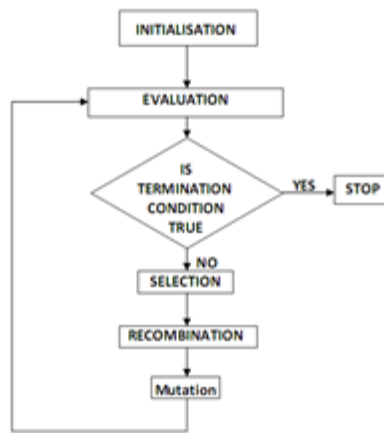 INITIALISATION
EVALUATION
IS
TERMINATION
CONDITION
TRUE
YES
STOP
NO
SELECTION
RECOMBINATION
Mutation